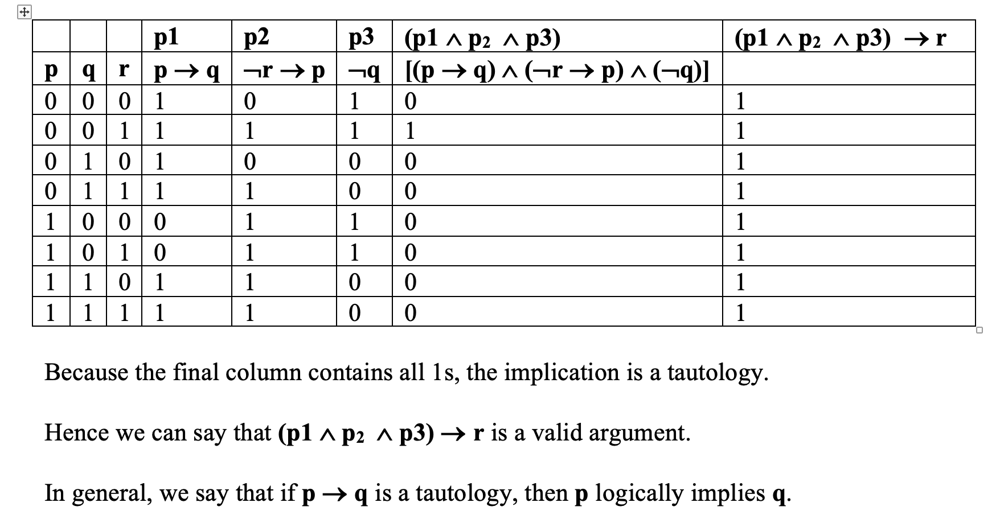 p1 p2 p3 (p1 ∧ p₂ ∧ p3) (p1 ∧ p₂ ∧ p3) → r
p q r p → q ¬r → p ¬q [(p → q) ∧ (¬r → p) ∧ (¬q)]
0 0 0 1 0 1 0 1
0 0 1 1 1 1 1 1
0 1 0 1 0 0 0 1
0 1 1 1 1 0 0 1
1 0 0 0 1 1 0 1
1 0 1 0 1 1 0 1
1 1 0 1 1 0 0 1
1 1 1 1 1 0 0 1
Because the final column contains all 1s, the implication is a tautology.
Hence we can say that (p1 ∧ p₂ ∧ p3) → r is a valid argument.
In general, we say that if p → q is a tautology, then p logically implies q.